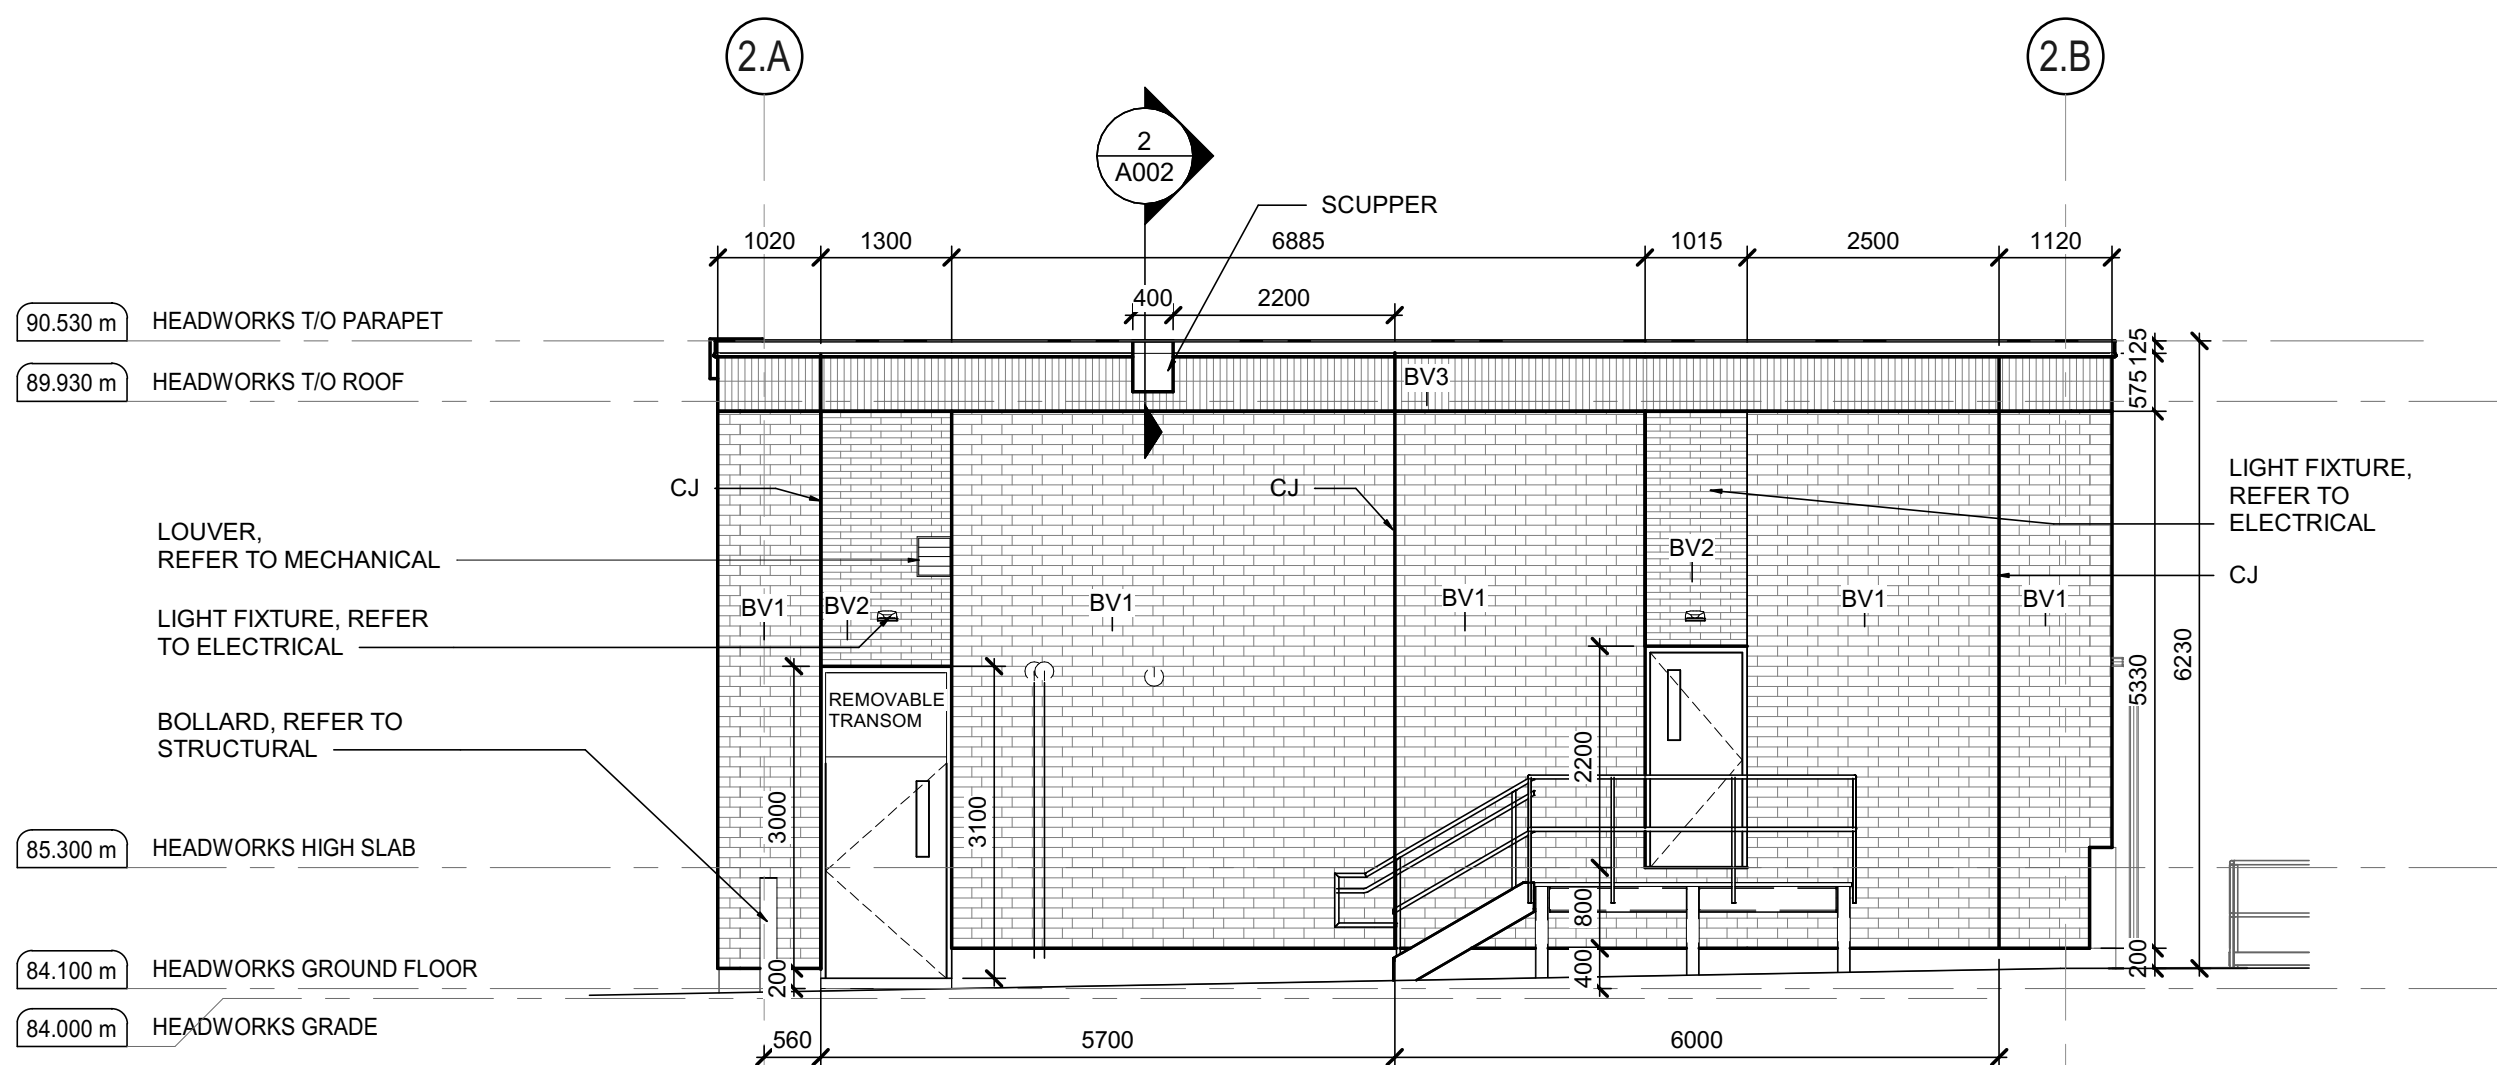 2.A
2.B
2
A002
SCUPPER
1020
1300
6885
1015
2500
1120
400
2200
90.530 m
HEADWORKS T/O PARAPET
125
89.930 m
HEADWORKS T/O ROOF
BV3
575
CJ
CJ
LIGHT FIXTURE,
REFER TO
ELECTRICAL
LOUVER,
REFER TO MECHANICAL
BV2
CJ
BV1
BV2
BV1
BV1
BV1
BV1
LIGHT FIXTURE, REFER
TO ELECTRICAL
6230
5330
REMOVABLE
TRANSOM
BOLLARD, REFER TO
STRUCTURAL
2200
3000
3100
85.300 m
HEADWORKS HIGH SLAB
800
84.100 m
HEADWORKS GROUND FLOOR
200
400
200
84.000 m
HEADWORKS GRADE
560
5700
6000